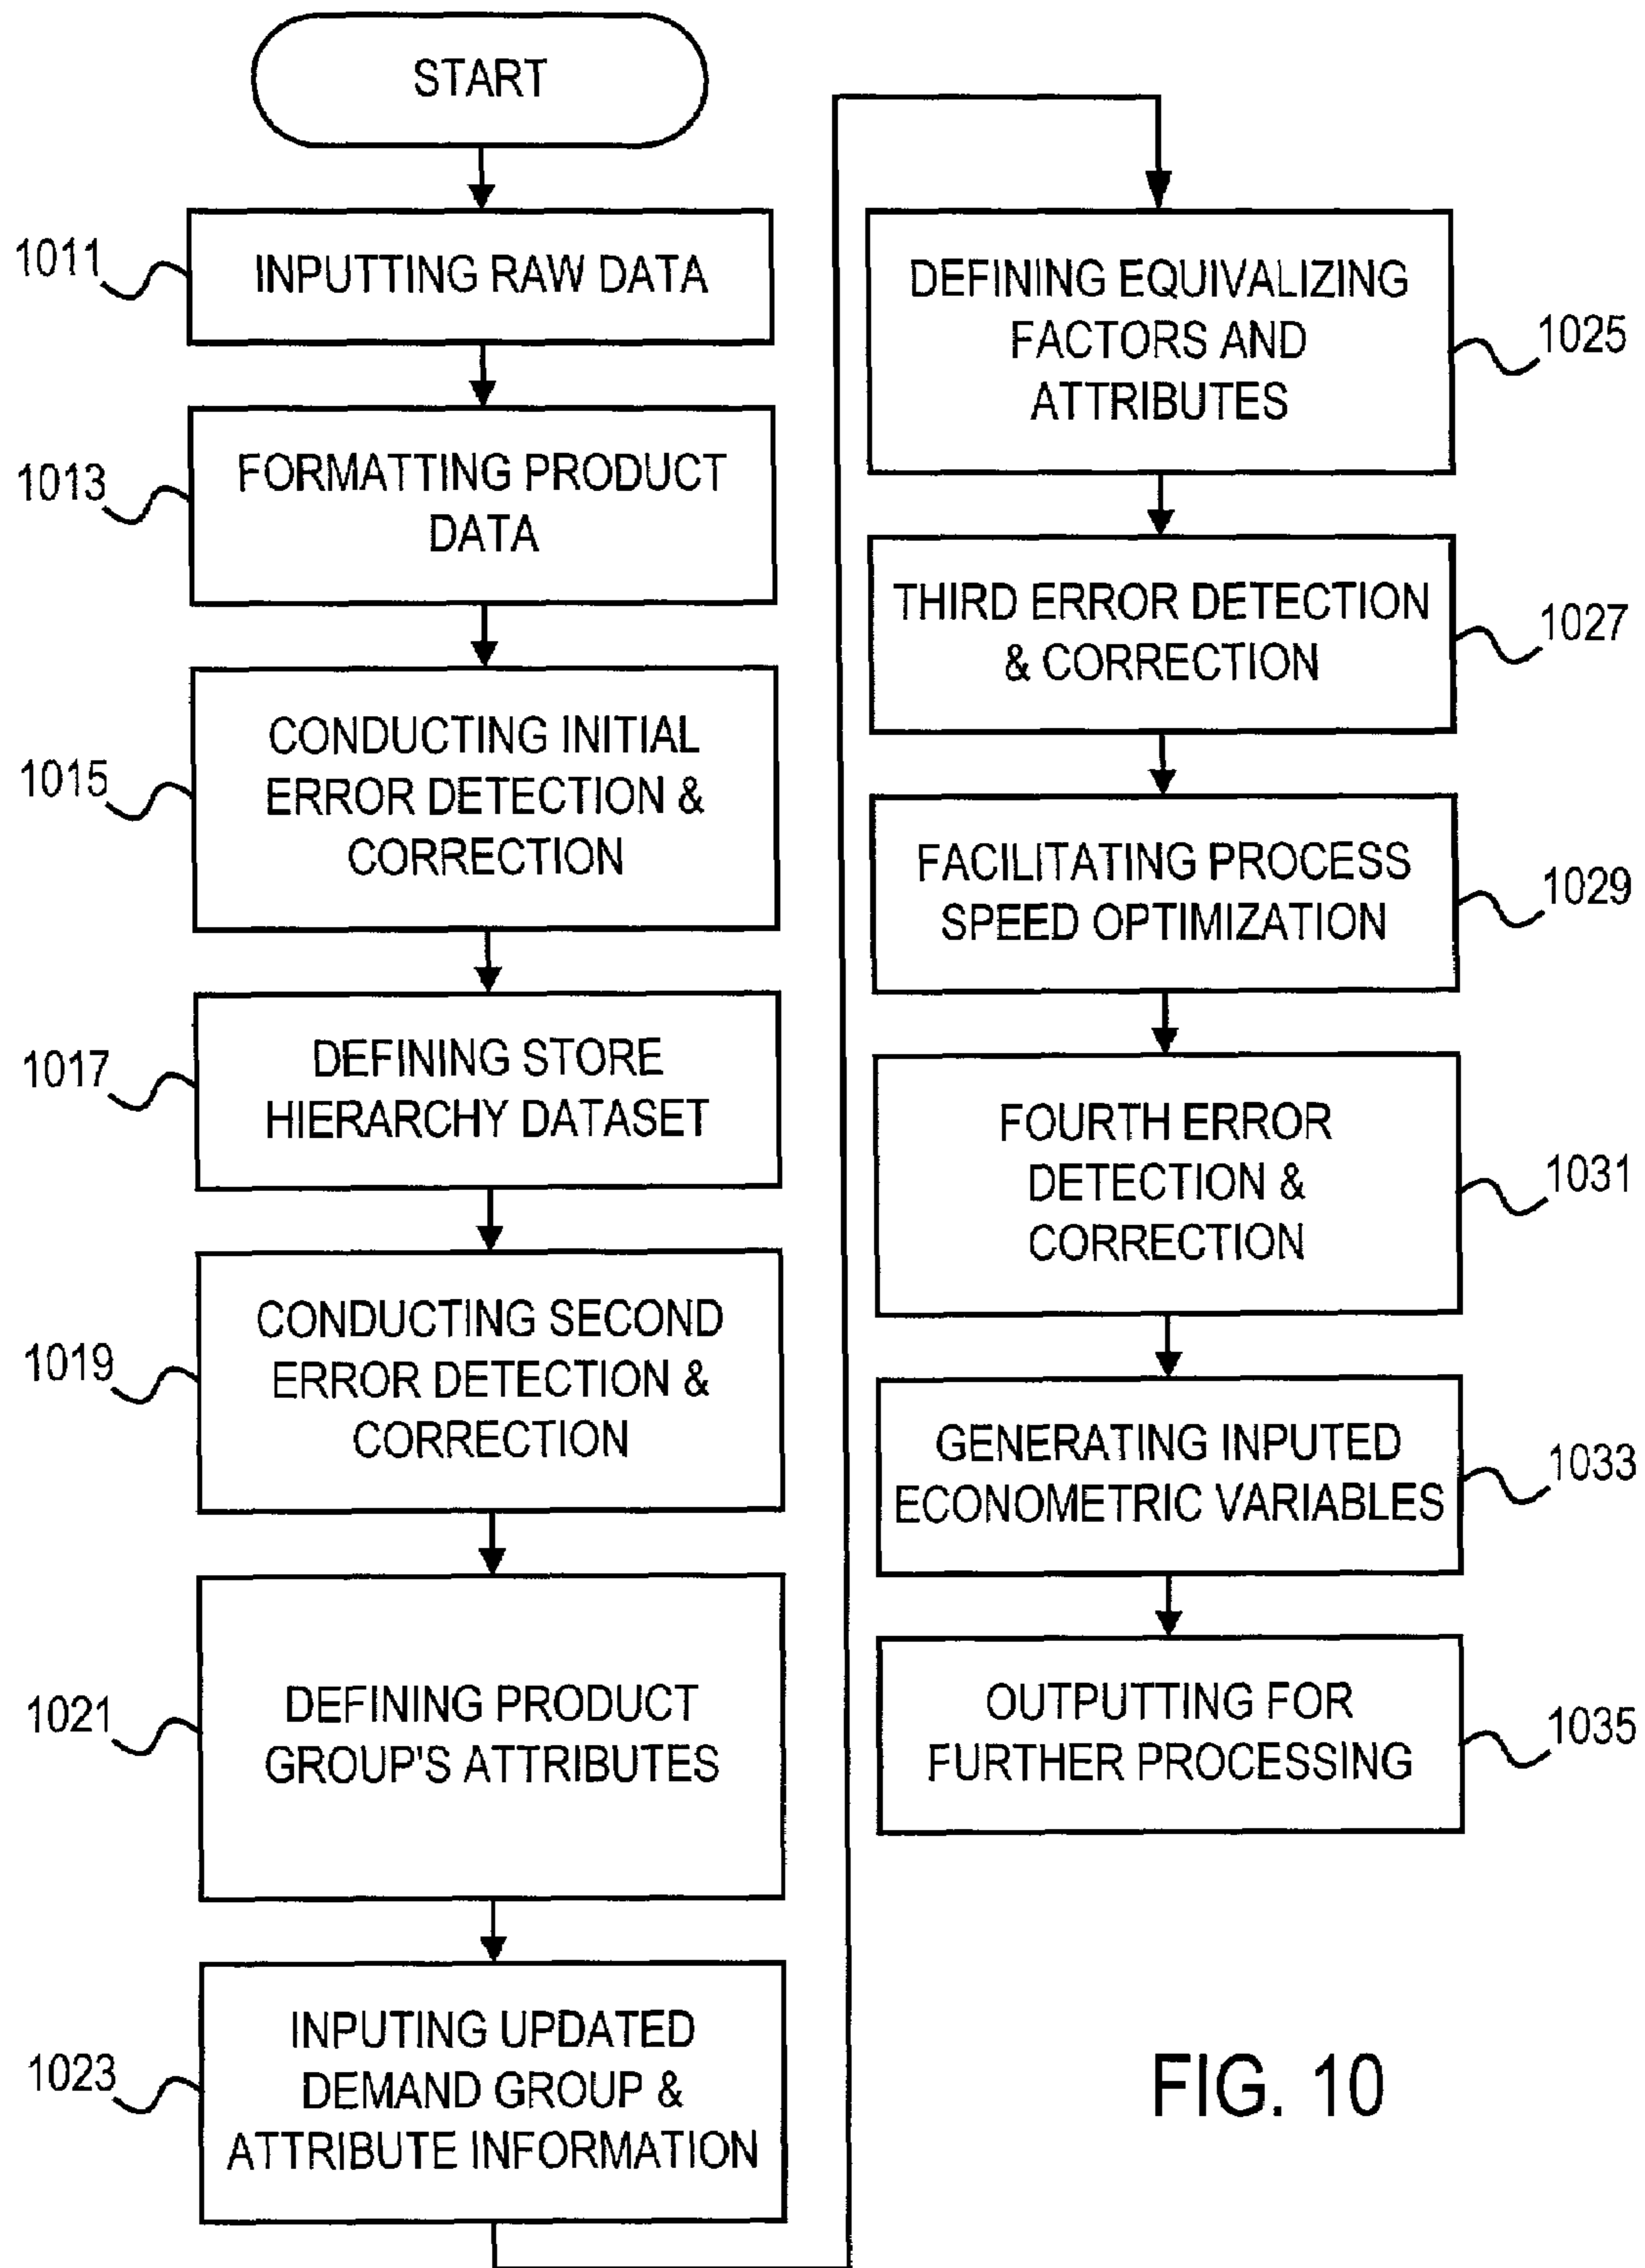 START
1011
INPUTTING RAW DATA
1013
FORMATTING PRODUCT
DATA
1015
CONDUCTING INITIAL
ERROR DETECTION &
CORRECTION
1017
DEFINING STORE
HIERARCHY DATASET
1019
CONDUCTING SECOND
ERROR DETECTION &
CORRECTION
1021
DEFINING PRODUCT
GROUP'S ATTRIBUTES
1023
INPUTING UPDATED
DEMAND GROUP &
ATTRIBUTE INFORMATION
DEFINING EQUIVALIZING
FACTORS AND
ATTRIBUTES
1025
THIRD ERROR DETECTION
& CORRECTION
1027
FACILITATING PROCESS
SPEED OPTIMIZATION
1029
FOURTH ERROR
DETECTION &
CORRECTION
1031
GENERATING INPUTED
ECONOMETRIC VARIABLES
1033
OUTPUTTING FOR
FURTHER PROCESSING
1035
FIG. 10